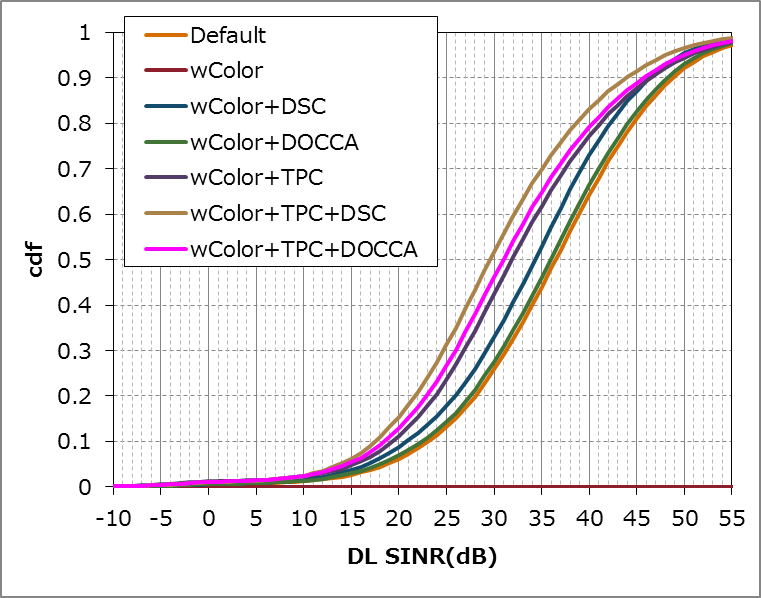 Default
wColor
wColor+DSC
wColor+DOCCA
wColor+TPC
wColor+TPC+DSC
wColor+TPC+DOCCA
1
0.9
0.8
0.7
0.6
0.5
0.4
0.3
0.2
0.1
0
cdf
-10 -5 0 5 10 15 20 25 30 35 40 45 50 55
DL SINR(dB)